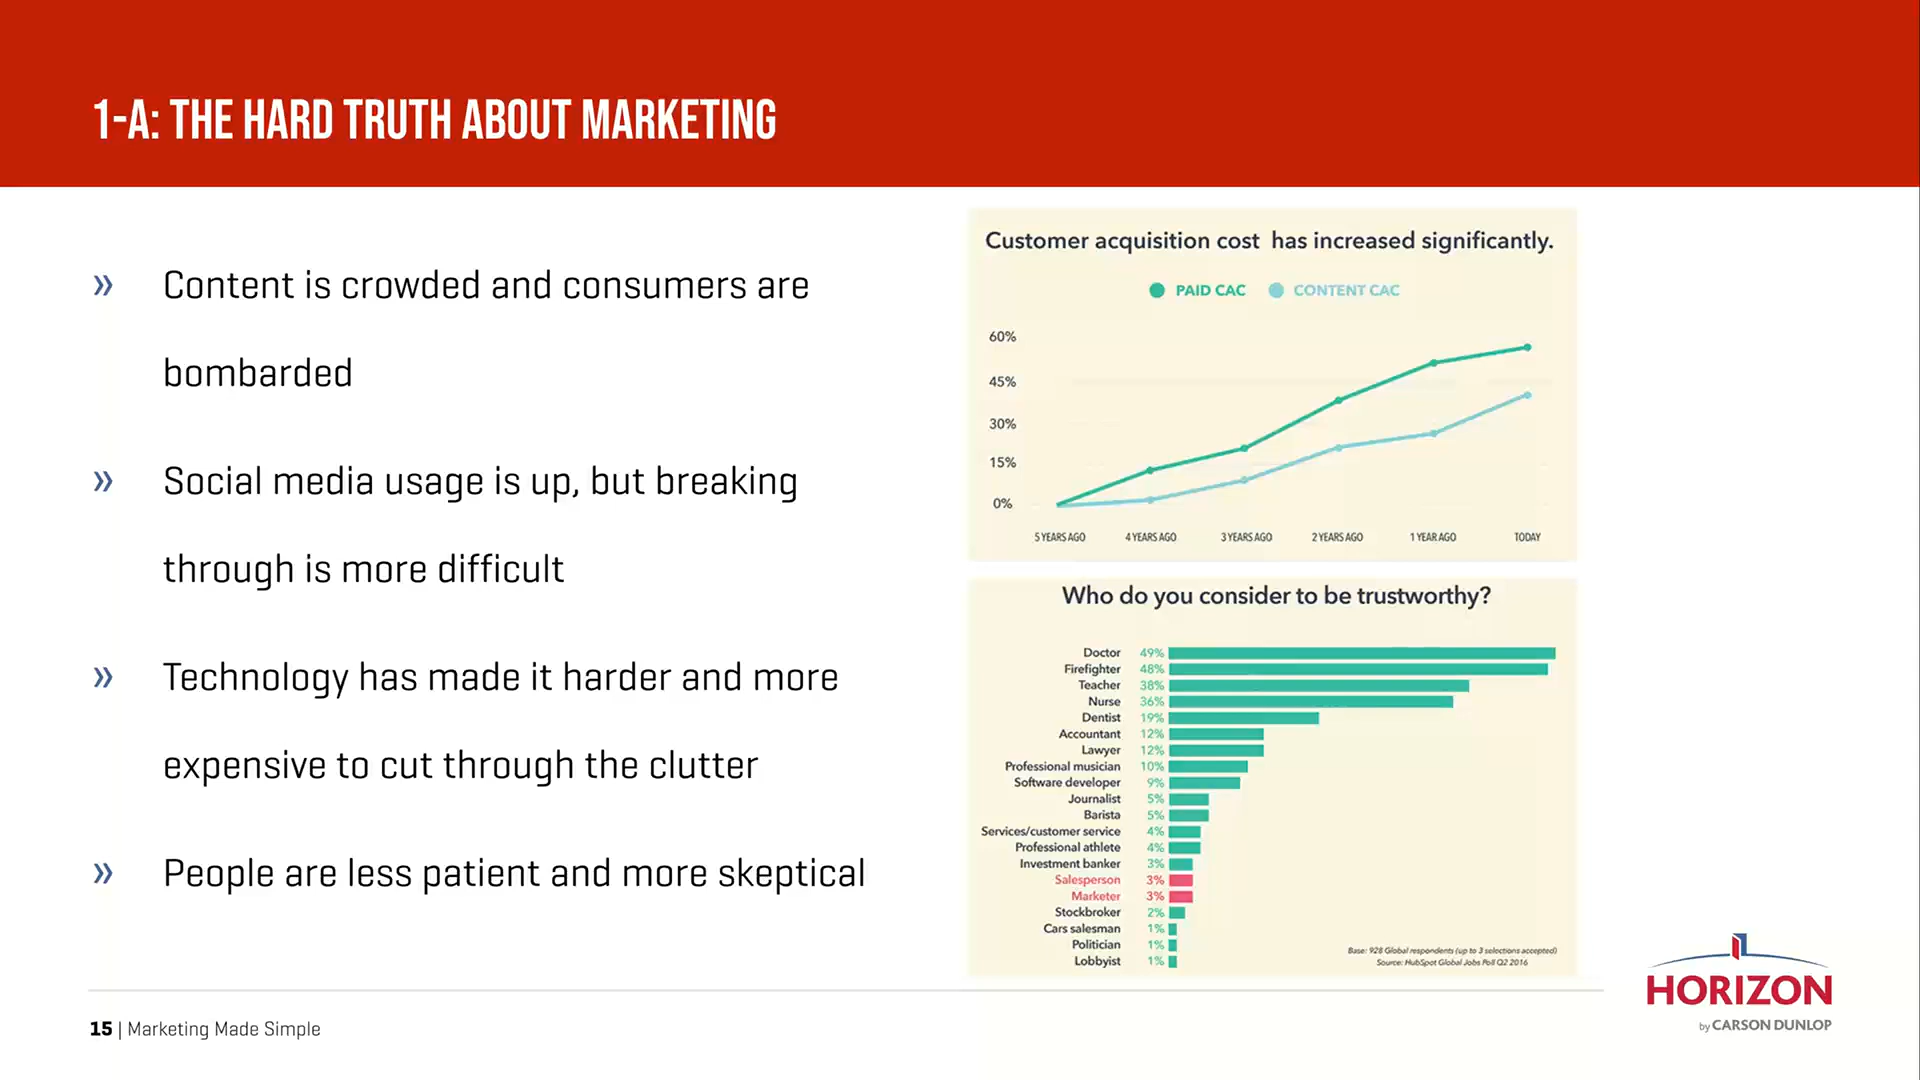 1-A: THE HARD TRUTH ABOUT MARKETING
» Content is crowded and consumers are
bombarded
» Social media usage is up, but breaking
through is more difficult
» Technology has made it harder and more
expensive to cut through the clutter
» People are less patient and more skeptical
Customer acquisition cost has increased significantly.
PAID CAC CONTENT CAC
60%
45%
30%
15%
0%
5 YEARS AGO 4 YEARS AGO 3 YEARS AGO 2 YEARS AGO 1 YEAR AGO TODAY
Who do you consider to be trustworthy?
Doctor 49%
Firefighter 48%
Teacher 38%
Nurse 36%
Dentist 19%
Accountant 12%
Lawyer 12%
Professional musician 10%
Software developer 9%
Journalist 5%
Barista 5%
Services/customer service 4%
Professional athlete 4%
Investment banker 3%
Salesperson 3%
Marketer 3%
Stockbroker 2%
Cars salesman 1%
Politician 1%
Lobbyist 1%
Base: 928 Global respondents (up to 3 selections accepted)
Source: HubSpot Global Jobs Poll Q2 2016
15 | Marketing Made Simple
HORIZON
by CARSON DUNLOP